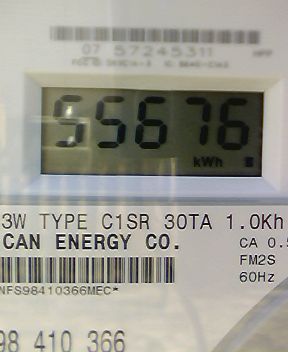 07 57245311
55676
kWh
3W TYPE C1SR 30TA 1.0Kh
CAN ENERGY CO.
CA 0.5
FM2S
60Hz
NFS98410366MEC*
98 410 366